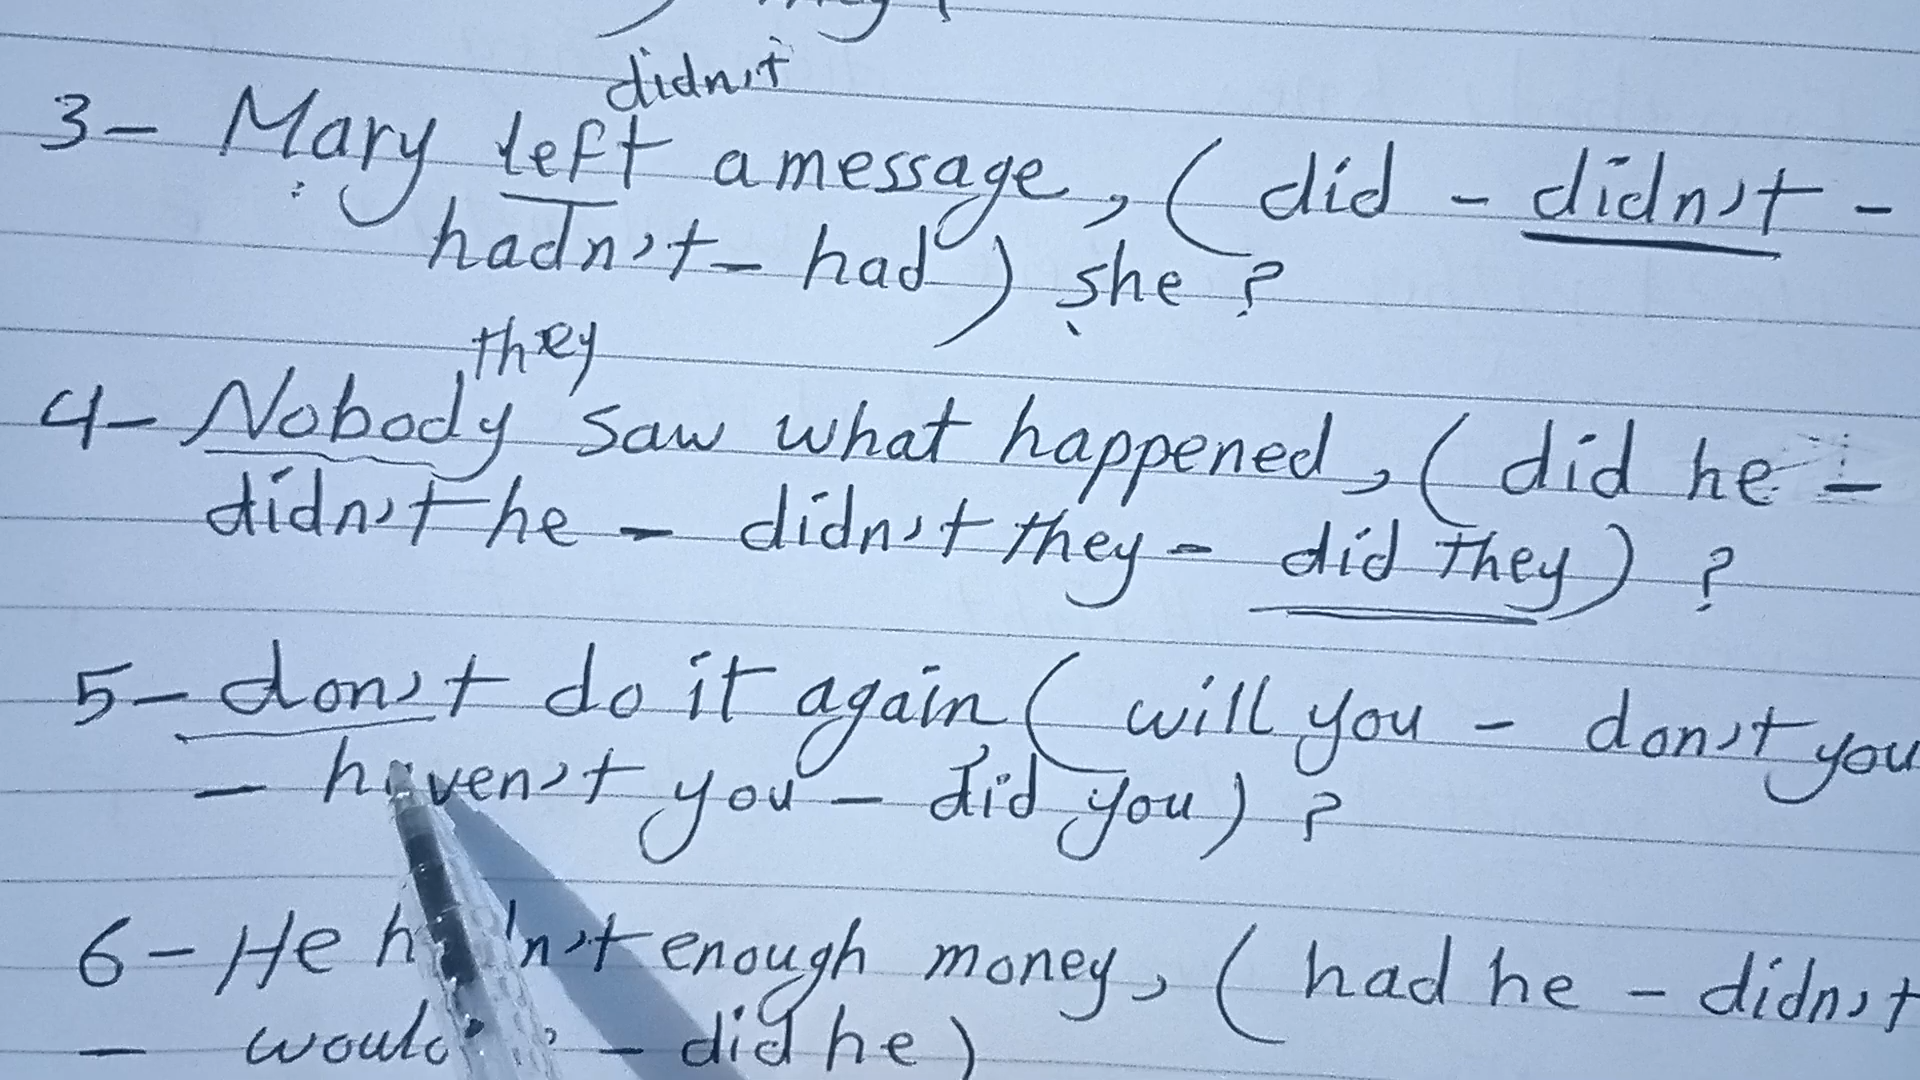 didn't
3- Mary left a message, (did - didn't -
hadn't - had) she ?
they
4- Nobody saw what happened, (did he -
didn't he - didn't they - did they) ?
5- don't do it again (will you - don't you
- haven't you - did you) ?
6- He enough money, (had he - didn't
- did he)